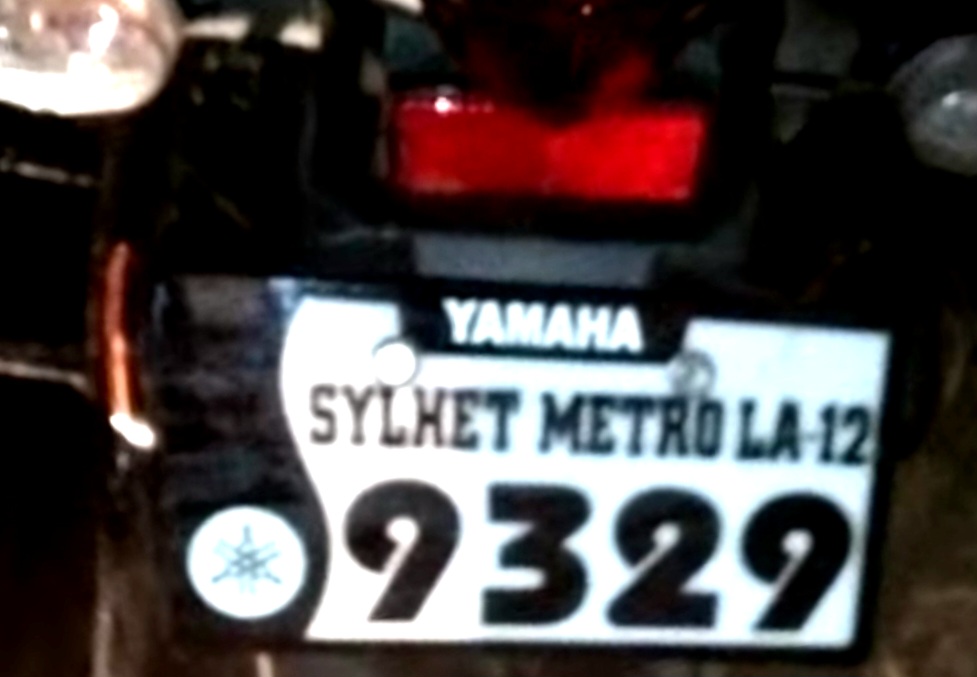 YAMAHA
SYLHET METRO LA-12
9329